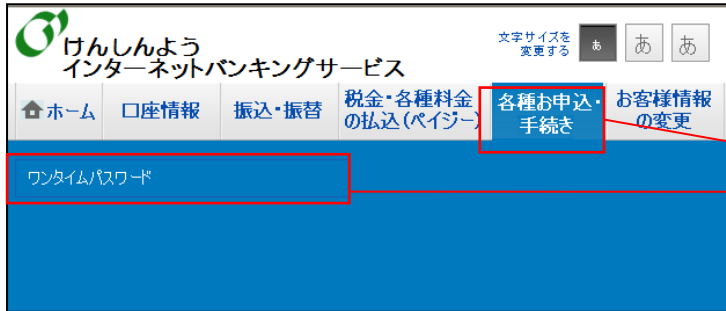 けんしんよう
インターネットバンキングサービス
文字サイズを
変更する
あ あ あ
ホーム
口座情報
振込・振替
税金・各種料金
の払込(ペイジー)
各種お申込・
手続き
お客様情報
の変更
ワンタイムパスワード